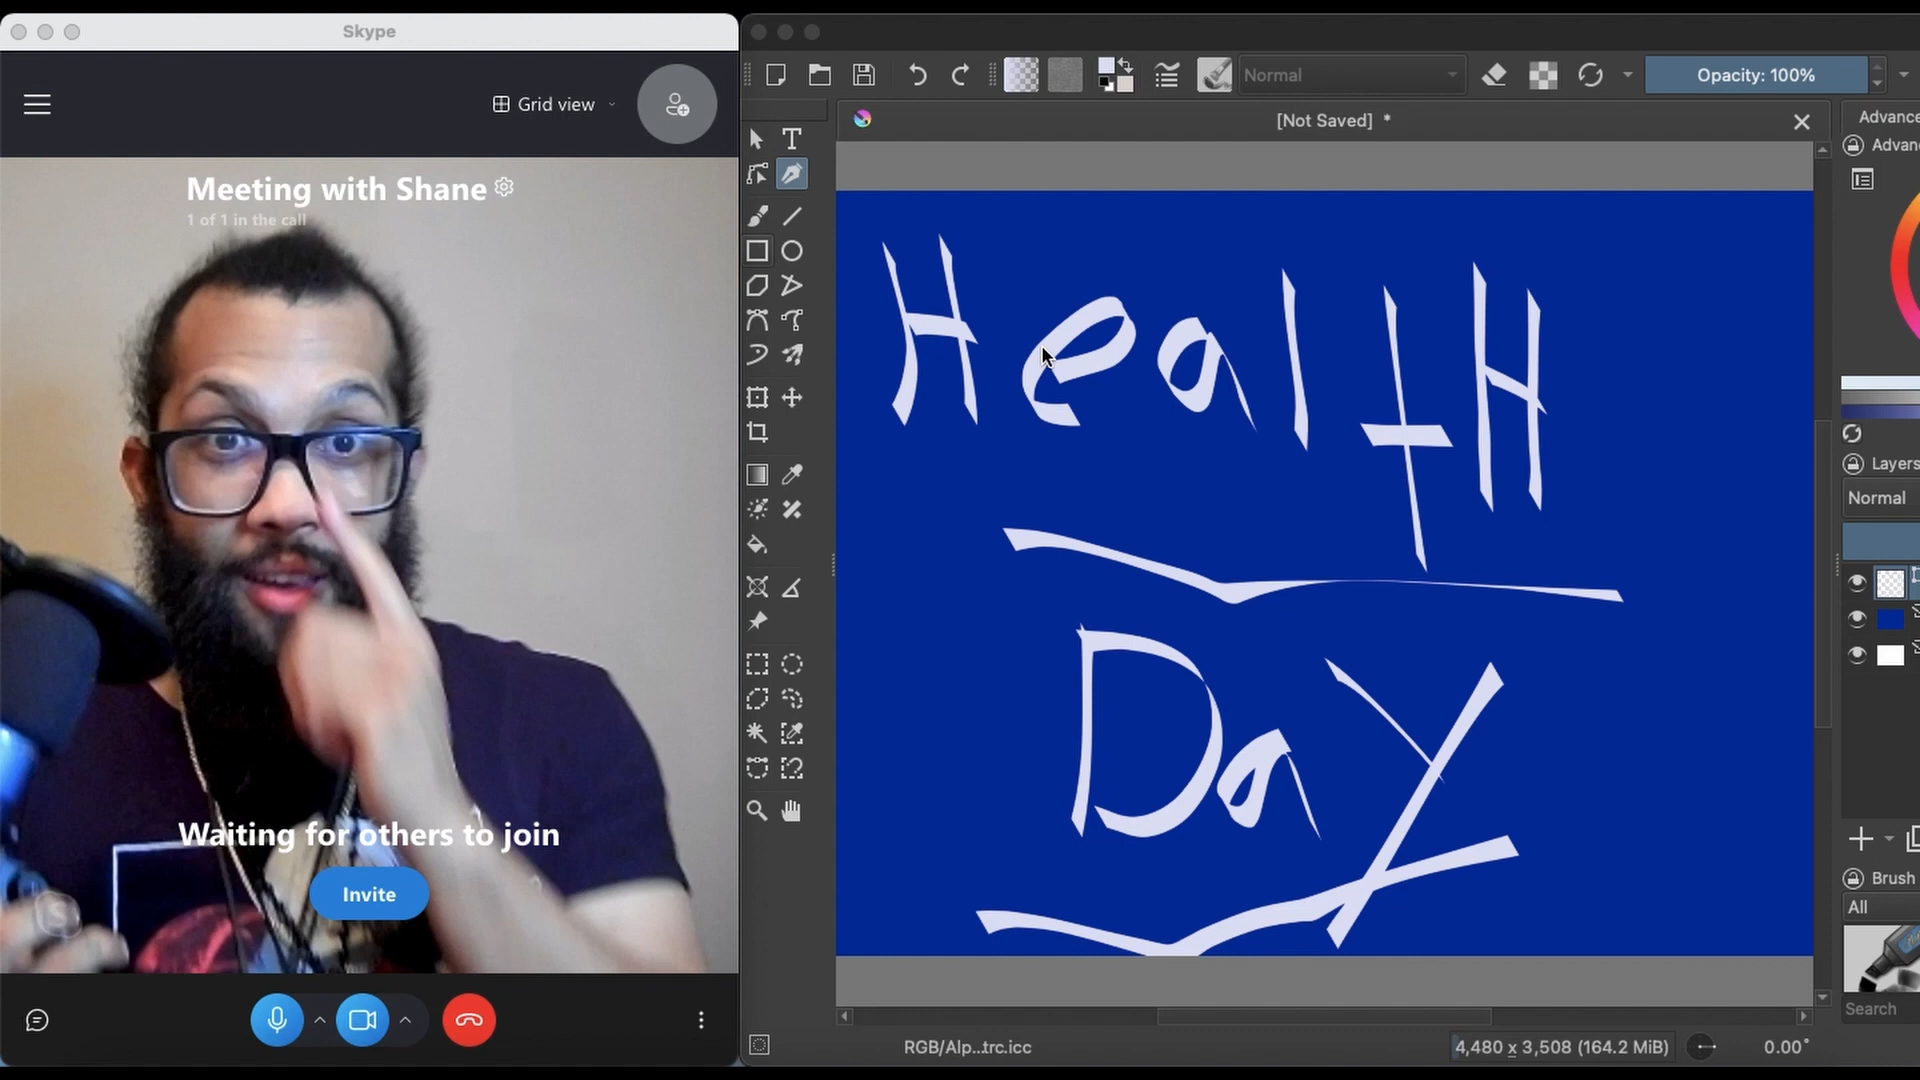 Skype
Grid view
Meeting with Shane
1 of 1 in the call
Waiting for others to join
Invite
Normal
Opacity: 100%
[Not Saved] *
HealtH
Day
RGB/Alp...trc.icc
4,480 x 3,508 (164.2 MiB)
0.00°
Advance
Advan
Layers
Normal
Brush
All
Search